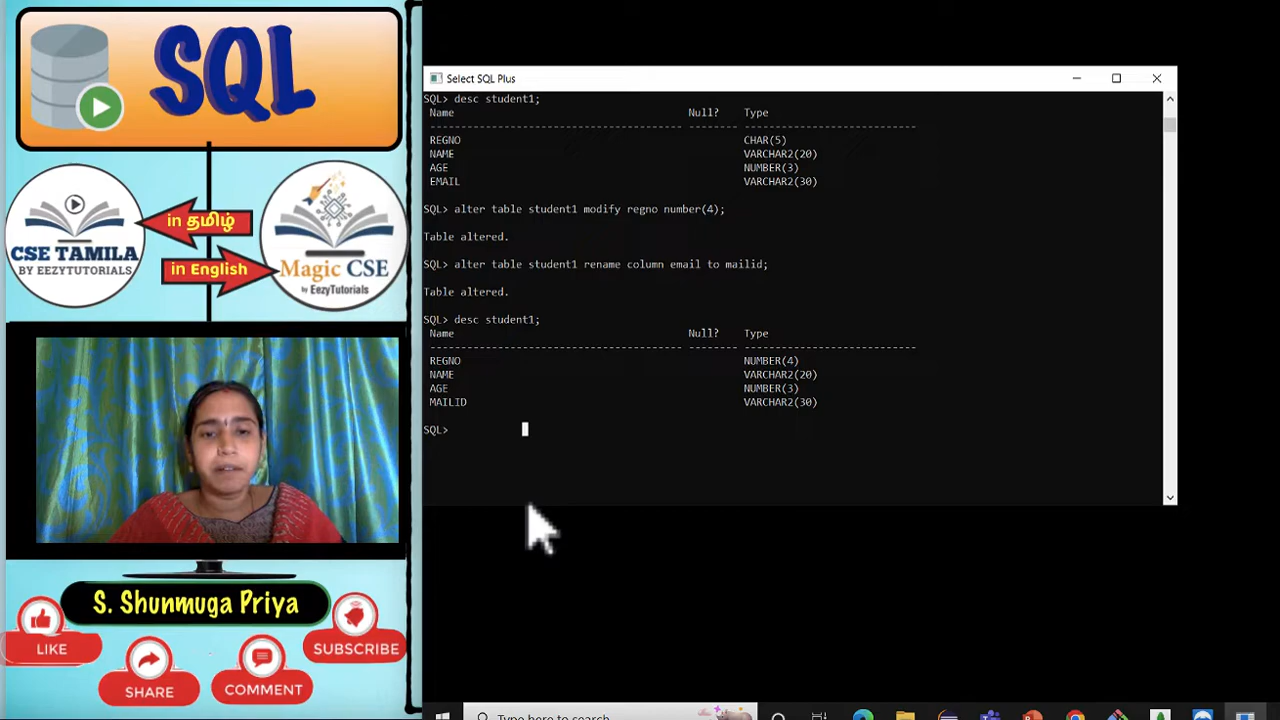 SQL
in தமிழ்
CSE TAMILA
BY EEZYTUTORIALS
in English
Magic CSE
by EezyTutorials
S. Shunmuga Priya
LIKE
SHARE
COMMENT
SUBSCRIBE
Select SQL Plus
SQL> desc student1;
Name Null? Type
REGNO CHAR(5)
NAME VARCHAR2(20)
AGE NUMBER(3)
EMAIL VARCHAR2(30)
SQL> alter table student1 modify regno number(4);
Table altered.
SQL> alter table student1 rename column email to mailid;
Table altered.
SQL> desc student1;
Name Null? Type
REGNO NUMBER(4)
NAME VARCHAR2(20)
AGE NUMBER(3)
MAILID VARCHAR2(30)
SQL>
Type here to search